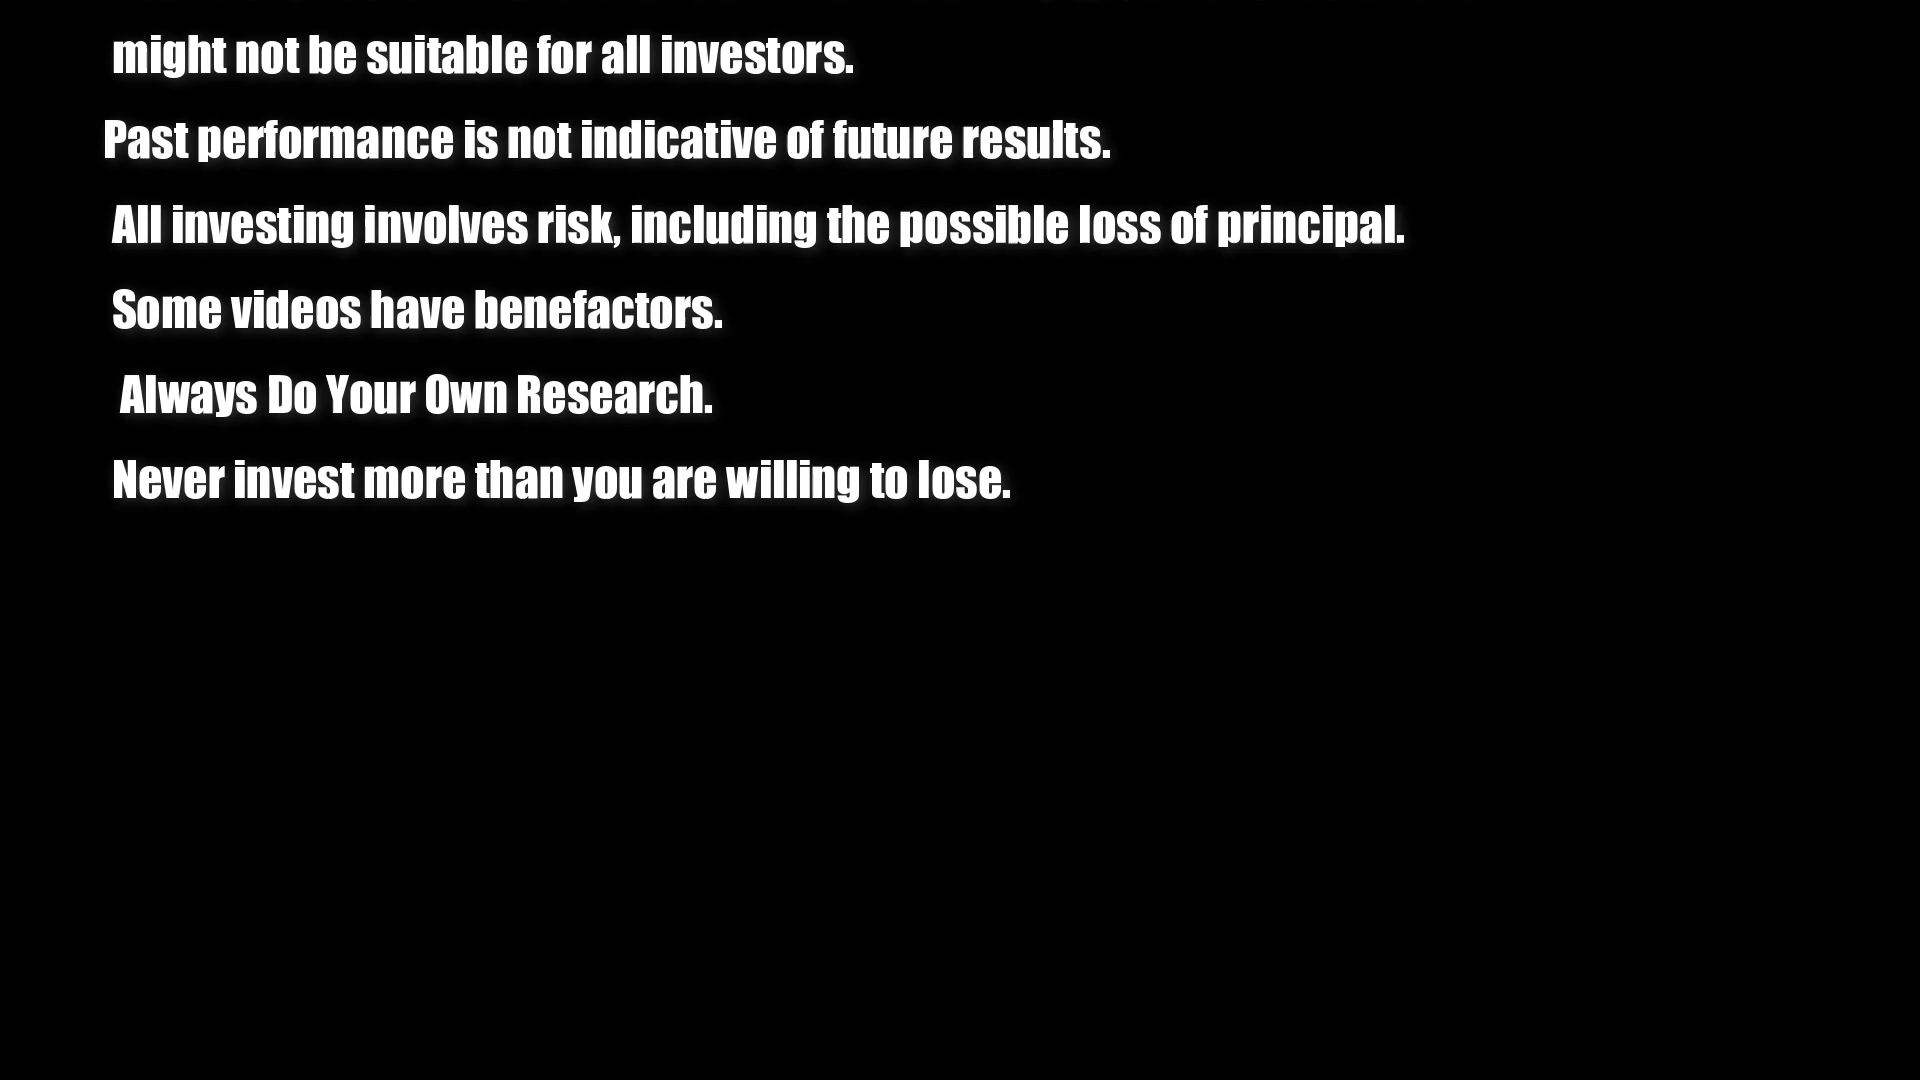 might not be suitable for all investors.
Past performance is not indicative of future results.
All investing involves risk, including the possible loss of principal.
Some videos have benefactors.
Always Do Your Own Research.
Never invest more than you are willing to lose.